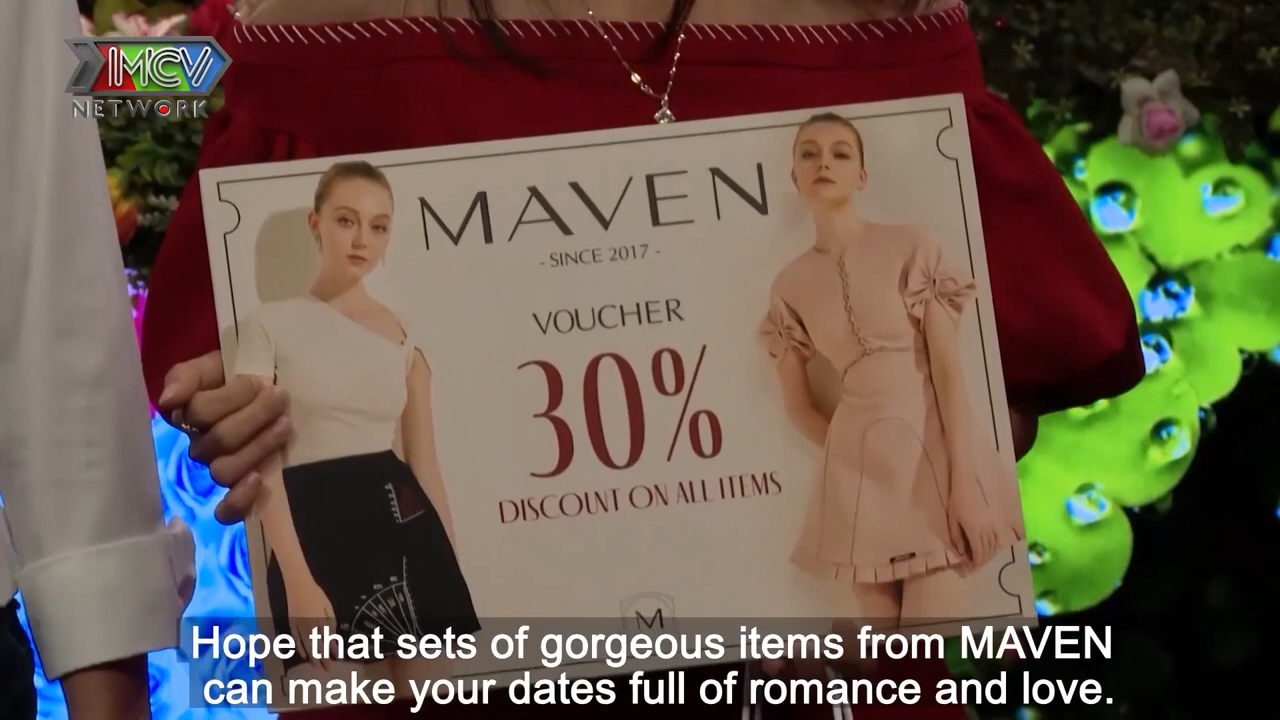 MCV
NETWORK
MAVEN
- SINCE 2017 -
VOUCHER
30%
DISCOUNT ON ALL ITEMS
M
Hope that sets of gorgeous items from MAVEN
can make your dates full of romance and love.